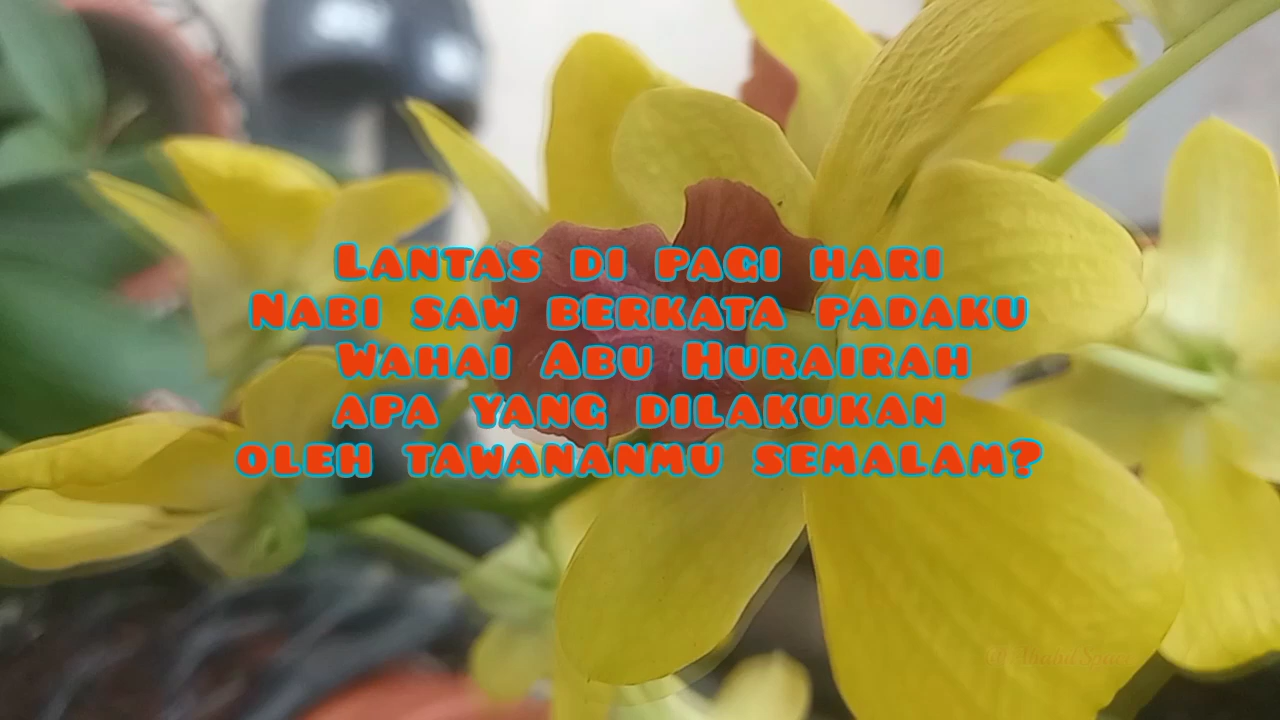 Lantas di pagi hari
Nabi saw berkata padaku
Wahai Abu Hurairah
apa yang dilakukan
oleh tawananmu semalam?